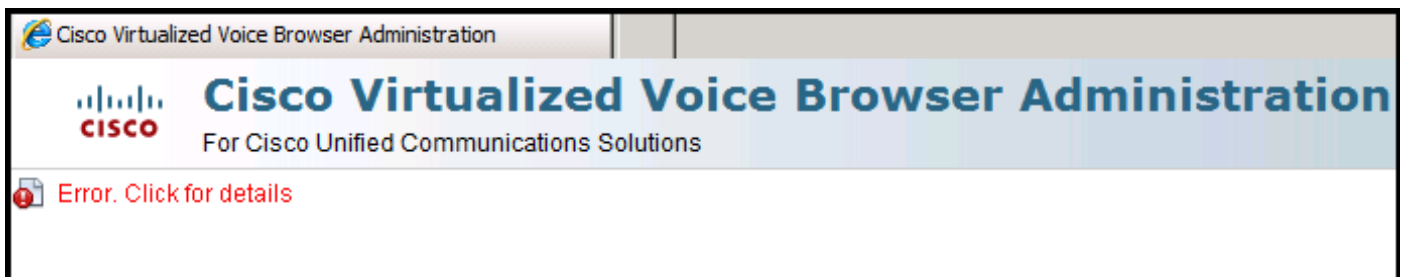 Cisco Virtualized Voice Browser Administration
CISCO
Cisco Virtualized Voice Browser Administration
For Cisco Unified Communications Solutions
Error. Click for details